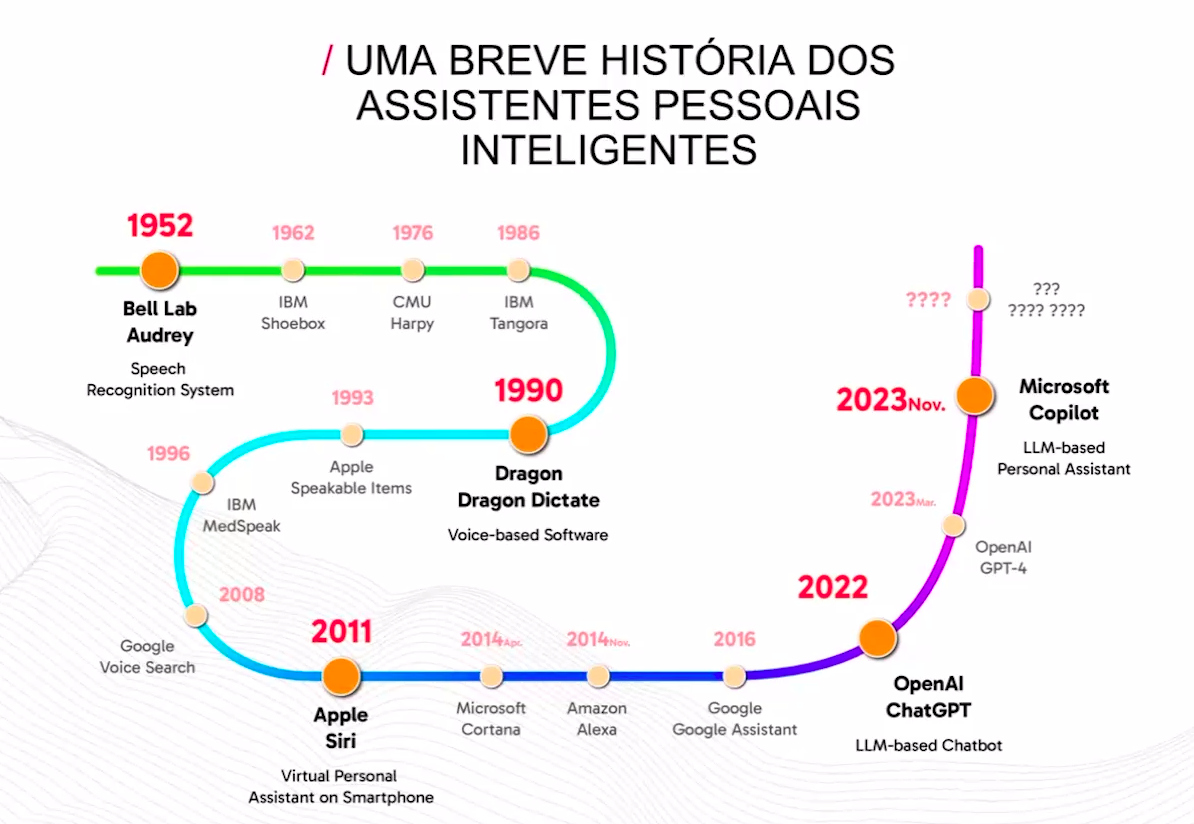 / UMA BREVE HISTÓRIA DOS
ASSISTENTES PESSOAIS
INTELIGENTES
1952
Bell Lab
Audrey
Speech
Recognition System
1962
IBM
Shoebox
1976
CMU
Harpy
1986
IBM
Tangora
1990
Dragon
Dragon Dictate
Voice-based Software
1993
Apple
Speakable Items
1996
IBM
MedSpeak
2008
Google
Voice Search
2011
Apple
Siri
Virtual Personal
Assistant on Smartphone
2014Apr.
Microsoft
Cortana
2014Nov.
Amazon
Alexa
2016
Google
Google Assistant
2022
OpenAI
ChatGPT
LLM-based Chatbot
2023Mar.
OpenAI
GPT-4
2023Nov.
Microsoft
Copilot
LLM-based
Personal Assistant
????
???
???? ????